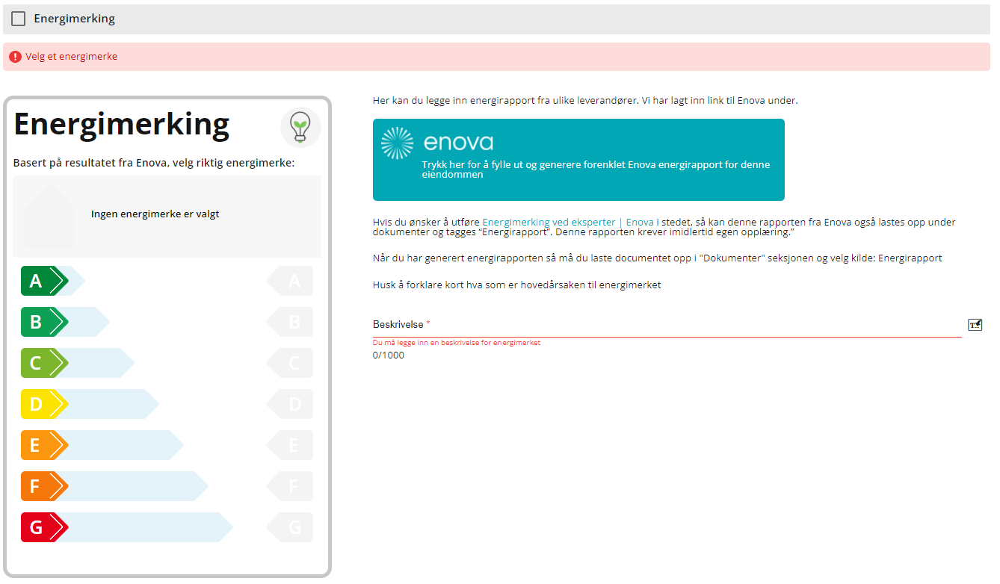 Energimerking
Velg et energimerke
Energimerking
Basert på resultatet fra Enova, velg riktig energimerke:
Ingen energimerke er valgt
A
A
B
B
C
C
D
D
E
E
F
F
G
G
Her kan du legge inn energirapport fra ulike leverandører. Vi har lagt inn link til Enova under.
enova
Trykk her for å fylle ut og generere forenklet Enova energirapport for denne
eiendommen
Hvis du ønsker å utføre Energimerking ved eksperter | Enova i stedet, så kan denne rapporten fra Enova også lastes opp under
dokumenter og tagges “Energirapport”. Denne rapporten krever imidlertid egen opplæring.”
Når du har generert energirapporten så må du laste documentet opp i "Dokumenter" seksjonen og velg kilde: Energirapport
Husk å forklare kort hva som er hovedårsaken til energimerket
Beskrivelse *
T...
Du må legge inn en beskrivelse for energimerket
0/1000